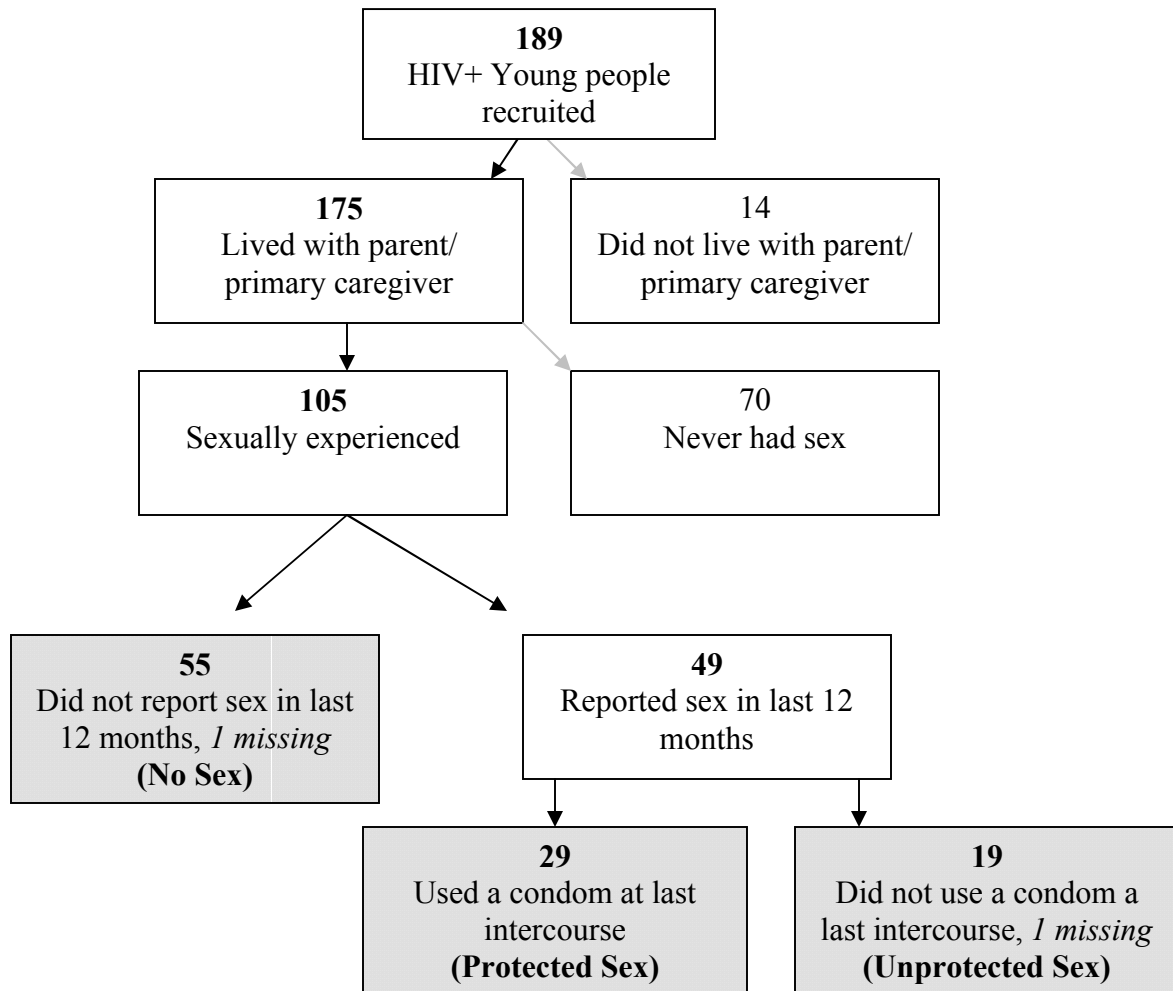 189
HIV+ Young people
recruited
175
Lived with parent/
primary caregiver
14
Did not live with parent/
primary caregiver
105
Sexually experienced
70
Never had sex
55
Did not report sex in last
12 months, 1 missing
(No Sex)
49
Reported sex in last 12
months
29
Used a condom at last
intercourse
(Protected Sex)
19
Did not use a condom a
last intercourse, 1 missing
(Unprotected Sex)